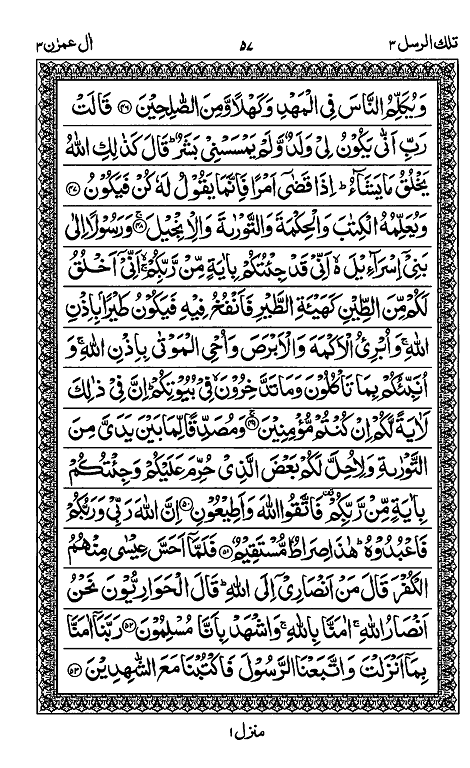 تلك الرسل ٣ ٥٧ اٰل عمرٰن ٣
وَيُكَلِّمُ النَّاسَ فِي الْمَهْدِ وَكَهْلًا وَّمِنَ الصّٰلِحِيْنَ ﴿٤٦﴾ قَالَتْ
رَبِّ اَنّٰى يَكُوْنُ لِيْ وَلَدٌ وَّلَمْ يَمْسَسْنِيْ بَشَرٌ ؕ قَالَ كَذٰلِكِ اللّٰهُ
يَخْلُقُ مَا يَشَآءُ ؕ اِذَا قَضٰۤى اَمْرًا فَاِنَّمَا يَقُوْلُ لَهٗ كُنْ فَيَكُوْنُ ﴿٤٧﴾
وَيُعَلِّمُهُ الْكِتٰبَ وَالْحِكْمَةَ وَالتَّوْرٰىةَ وَالْاِنْجِيْلَ ﴿٤٨﴾ وَرَسُوْلًا اِلٰى
بَنِيْۤ اِسْرَآءِيْلَ ۙ اَنِّيْ قَدْ جِئْتُكُمْ بِاٰيَةٍ مِّنْ رَّبِّكُمْ ۙ اَنِّيْۤ اَخْلُقُ
لَكُمْ مِّنَ الطِّيْنِ كَهَيْـَٔةِ الطَّيْرِ فَاَنْفُخُ فِيْهِ فَيَكُوْنُ طَيْرًۢا بِاِذْنِ
اللّٰهِ ۚ وَاُبْرِئُ الْاَكْمَهَ وَالْاَبْرَصَ وَاُحْيِ الْمَوْتٰى بِاِذْنِ اللّٰهِ ۚ وَ
اُنَبِّئُكُمْ بِمَا تَاْكُلُوْنَ وَمَا تَدَّخِرُوْنَ ۙ فِيْ بُيُوْتِكُمْ ؕ اِنَّ فِيْ ذٰلِكَ
لَاٰيَةً لَّكُمْ اِنْ كُنْتُمْ مُّؤْمِنِيْنَ ﴿٤٩﴾ وَمُصَدِّقًا لِّمَا بَيْنَ يَدَيَّ مِنَ
التَّوْرٰىةِ وَلِاُحِلَّ لَكُمْ بَعْضَ الَّذِيْ حُرِّمَ عَلَيْكُمْ وَجِئْتُكُمْ
بِاٰيَةٍ مِّنْ رَّبِّكُمْ ۫ فَاتَّقُوا اللّٰهَ وَاَطِيْعُوْنِ ﴿٥٠﴾ اِنَّ اللّٰهَ رَبِّيْ وَرَبُّكُمْ
فَاعْبُدُوْهُ ؕ هٰذَا صِرَاطٌ مُّسْتَقِيْمٌ ﴿٥١﴾ فَلَمَّاۤ اَحَسَّ عِيْسٰى مِنْهُمُ
الْكُفْرَ قَالَ مَنْ اَنْصَارِيْۤ اِلَى اللّٰهِ ؕ قَالَ الْحَوَارِيُّوْنَ نَحْنُ
اَنْصَارُ اللّٰهِ ۚ اٰمَنَّا بِاللّٰهِ ۚ وَاشْهَدْ بِاَنَّا مُسْلِمُوْنَ ﴿٥٢﴾ رَبَّنَاۤ اٰمَنَّا
بِمَاۤ اَنْزَلْتَ وَاتَّبَعْنَا الرَّسُوْلَ فَاكْتُبْنَا مَعَ الشّٰهِدِيْنَ ﴿٥٣﴾
منزل ١